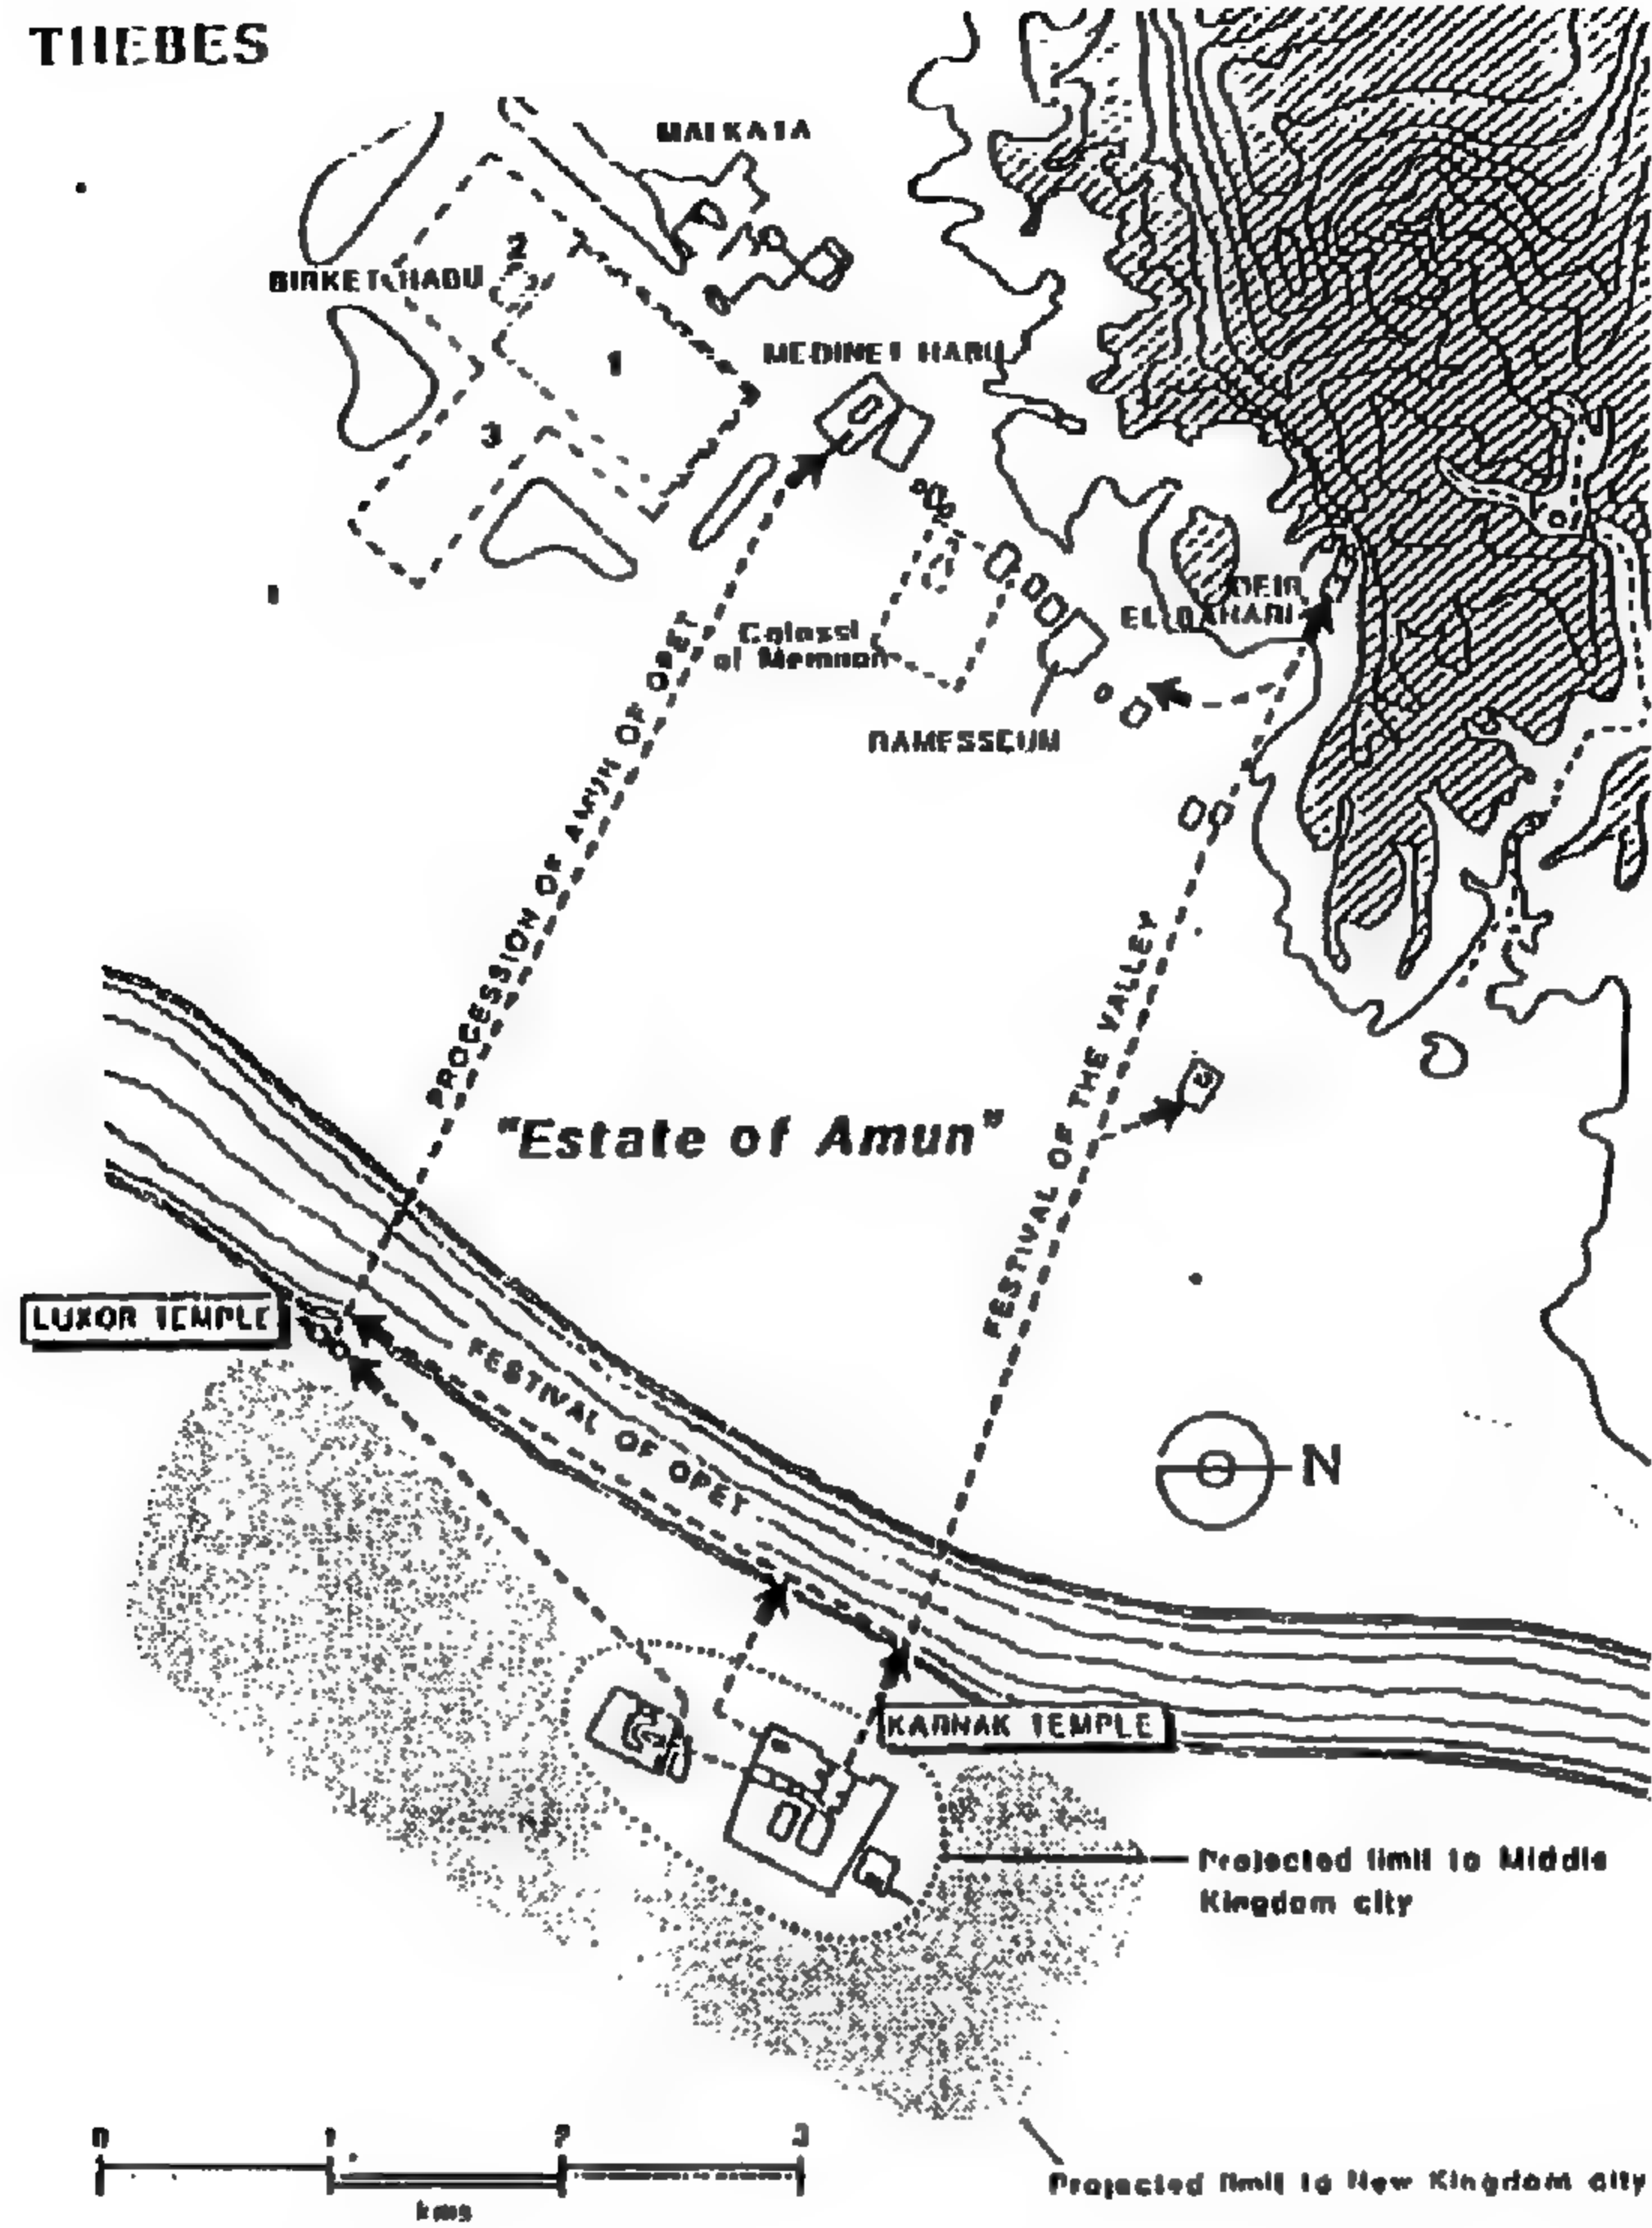 THEBES
MALKATA
BIRKET HABU
2
1
3
MEDINET HABU
DEIR
EL BAHARI
Colossi
of Memnon
RAMESSEUM
PROCESSION OF AMUN OF OPET
FESTIVAL OF THE VALLEY
"Estate of Amun"
LUXOR TEMPLE
FESTIVAL OF OPET
N
KARNAK TEMPLE
Projected limit to Middle
Kingdom city
0 1 2 3
kms
Projected limit to New Kingdom city